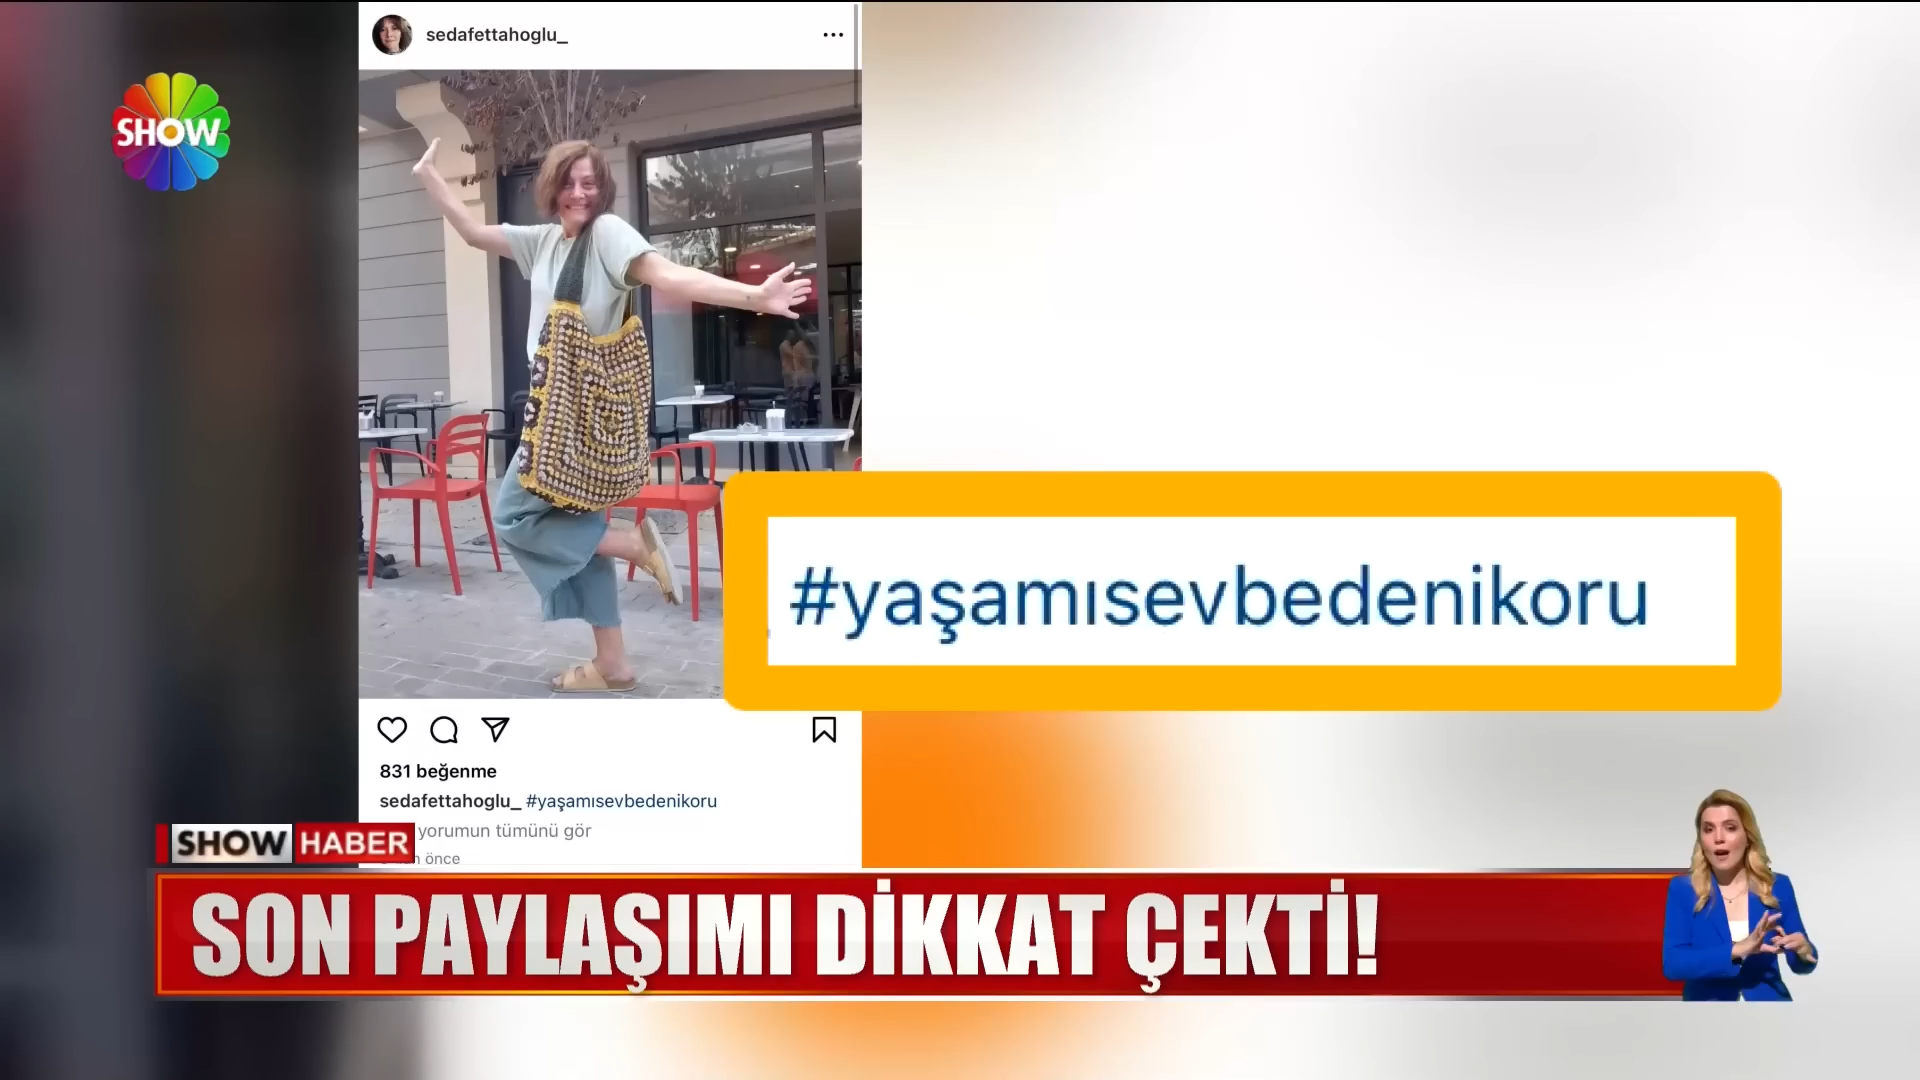 sedafettahoglu_
SHOW
#yaşamısevbedenikoru
831 beğenme
sedafettahoglu_ #yaşamısevbedenikoru
yorumun tümünü gör
önce
SHOW HABER
SON PAYLAŞIMI DİKKAT ÇEKTİ!